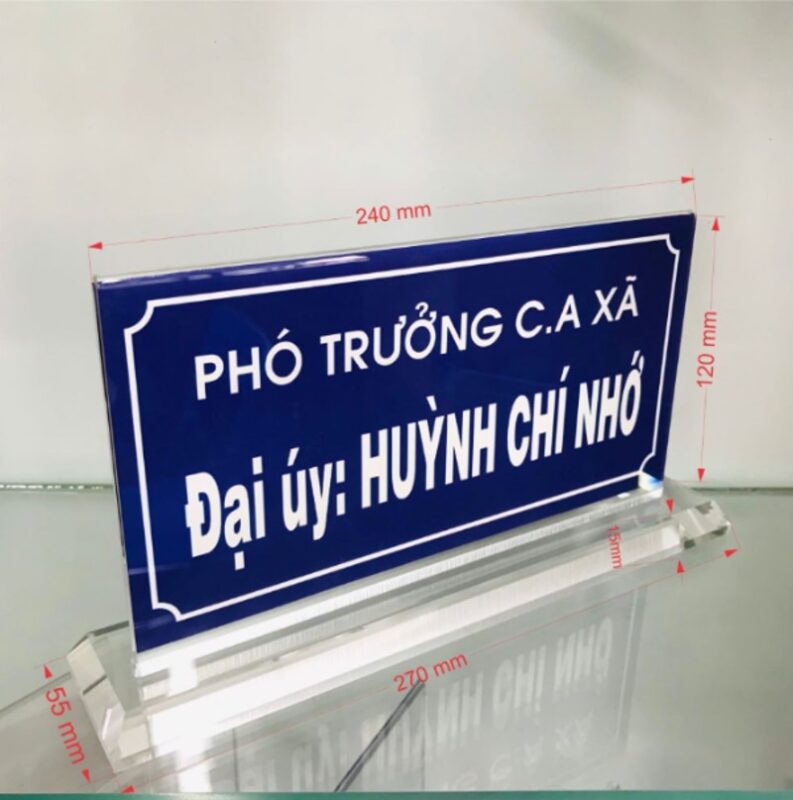 240 mm
PHÓ TRƯỞNG C.A XÃ
120 mm
Đại úy: HUỲNH CHÍ NHỚ
15mm
270 mm
55 mm